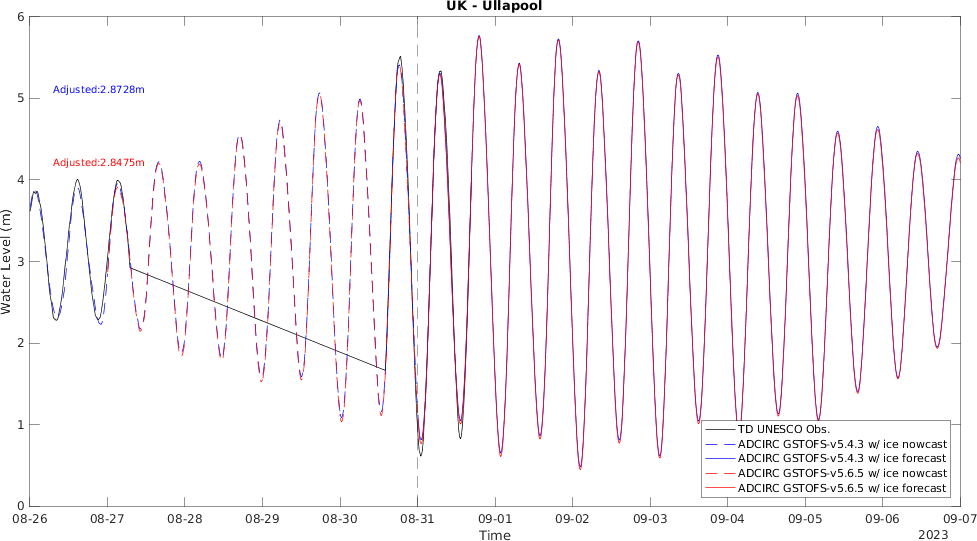 UK - Ullapool
6
5
4
3
2
1
0
Water Level (m)
Adjusted:2.8728m
Adjusted:2.8475m
TD UNESCO Obs.
ADCIRC GSTOFS-v5.4.3 w/ ice nowcast
ADCIRC GSTOFS-v5.4.3 w/ ice forecast
ADCIRC GSTOFS-v5.6.5 w/ ice nowcast
ADCIRC GSTOFS-v5.6.5 w/ ice forecast
08-26 08-27 08-28 08-29 08-30 08-31 09-01 09-02 09-03 09-04 09-05 09-06 09-07
Time
2023